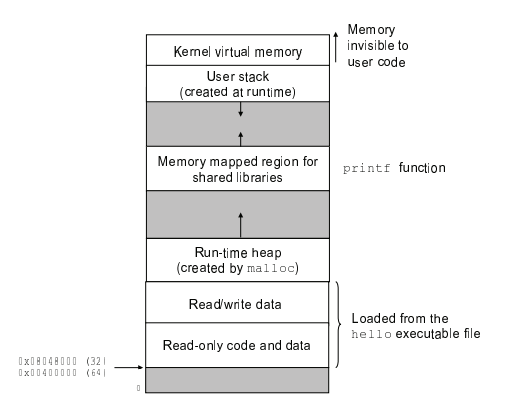 Memory
invisible to
user code
Kernel virtual memory
User stack
(created at runtime)
Memory mapped region for
shared libraries
printf function
Run-time heap
(created by malloc)
Read/write data
Loaded from the
hello executable file
Read-only code and data
(32)
(64)